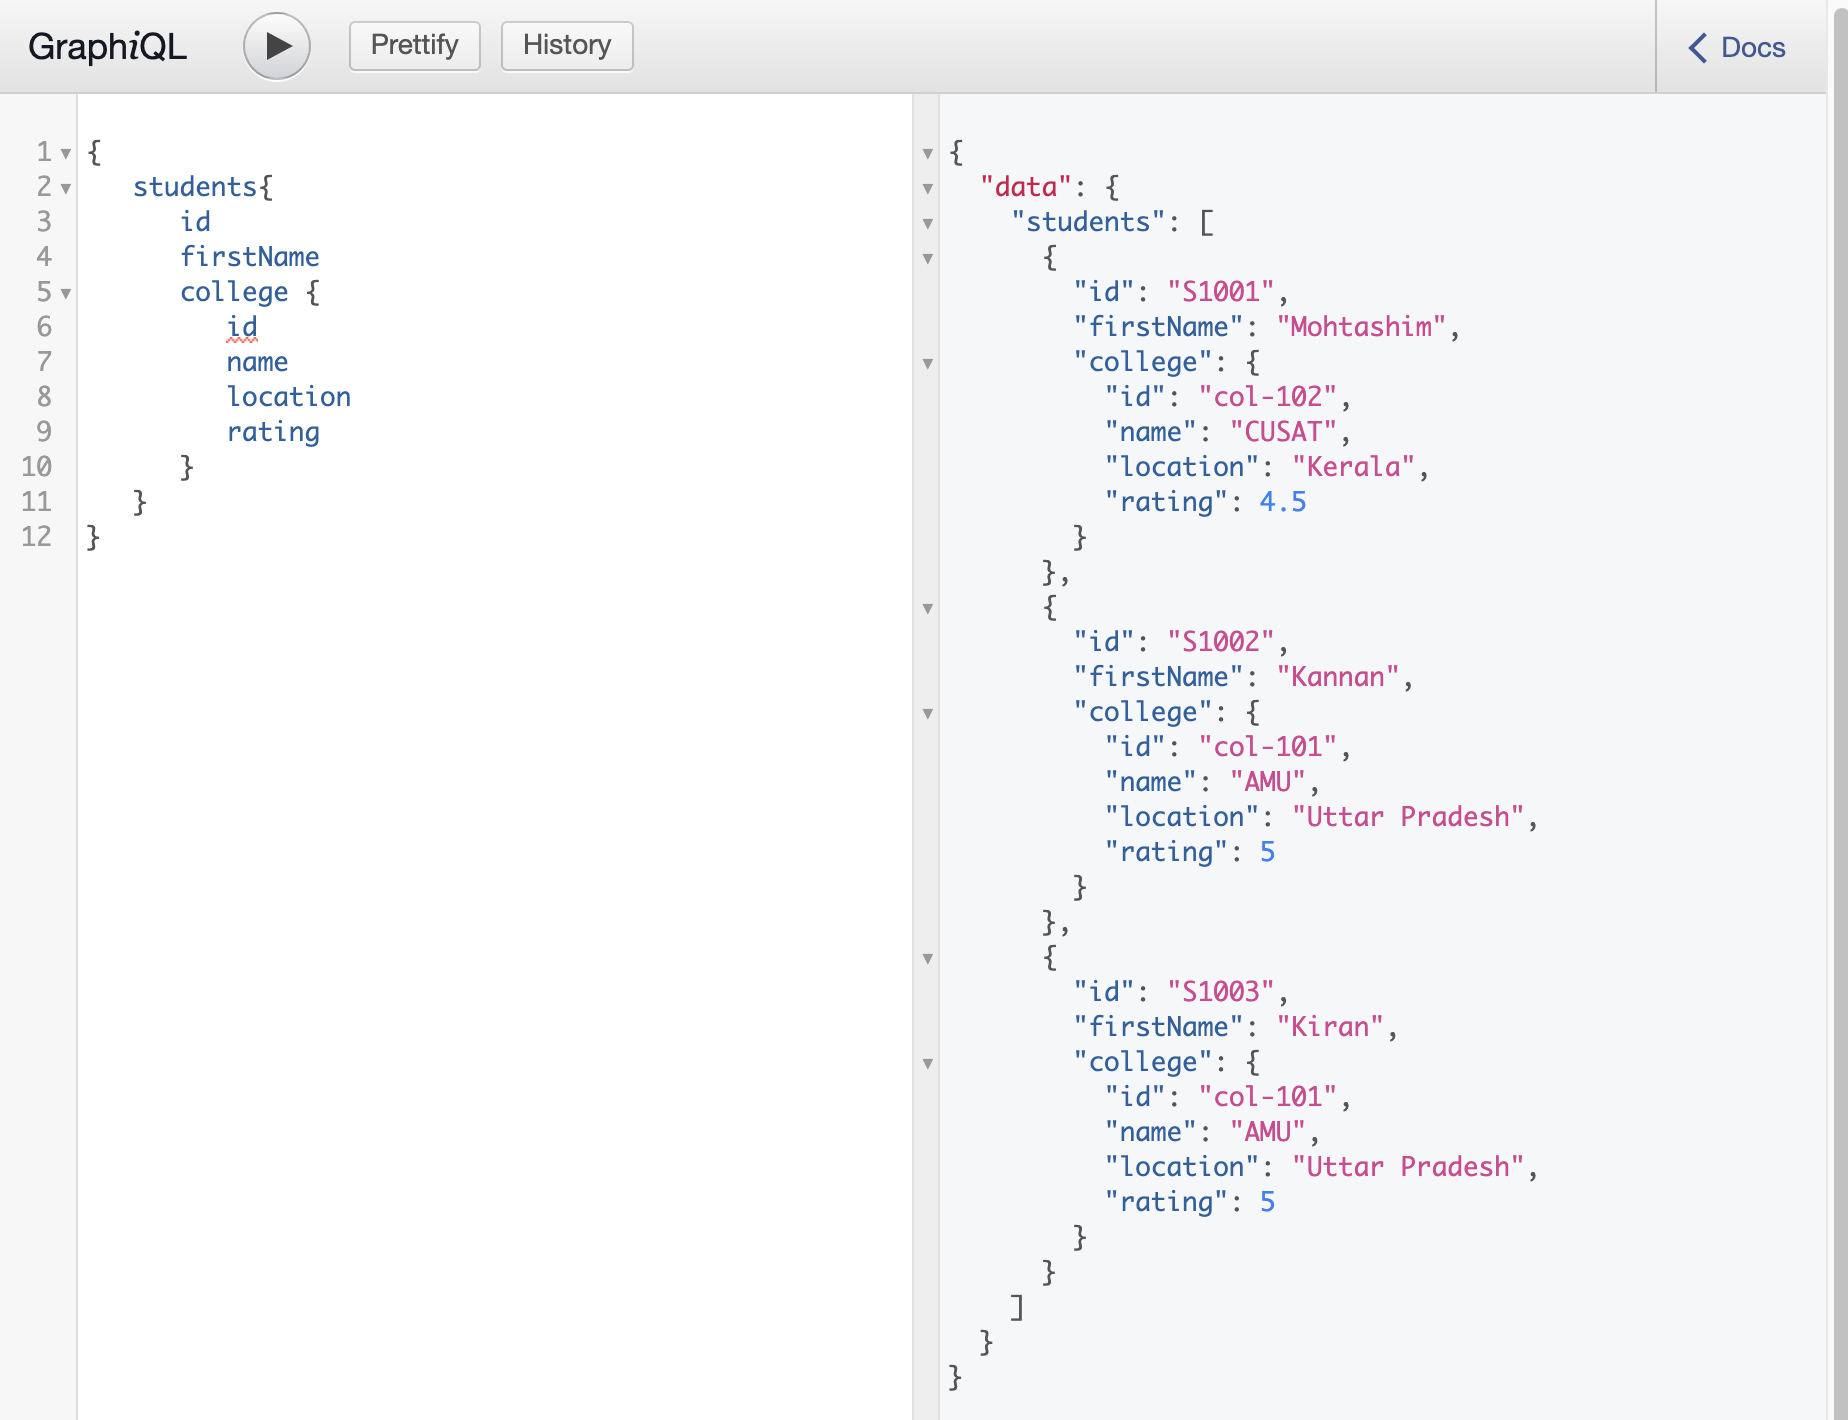 GraphiQL Prettify History Docs
1 {
2 students{
3 id
4 firstName
5 college {
6 id
7 name
8 location
9 rating
10 }
11 }
12 }
{
"data": {
"students": [
{
"id": "S1001",
"firstName": "Mohtashim",
"college": {
"id": "col-102",
"name": "CUSAT",
"location": "Kerala",
"rating": 4.5
}
},
{
"id": "S1002",
"firstName": "Kannan",
"college": {
"id": "col-101",
"name": "AMU",
"location": "Uttar Pradesh",
"rating": 5
}
},
{
"id": "S1003",
"firstName": "Kiran",
"college": {
"id": "col-101",
"name": "AMU",
"location": "Uttar Pradesh",
"rating": 5
}
}
]
}
}